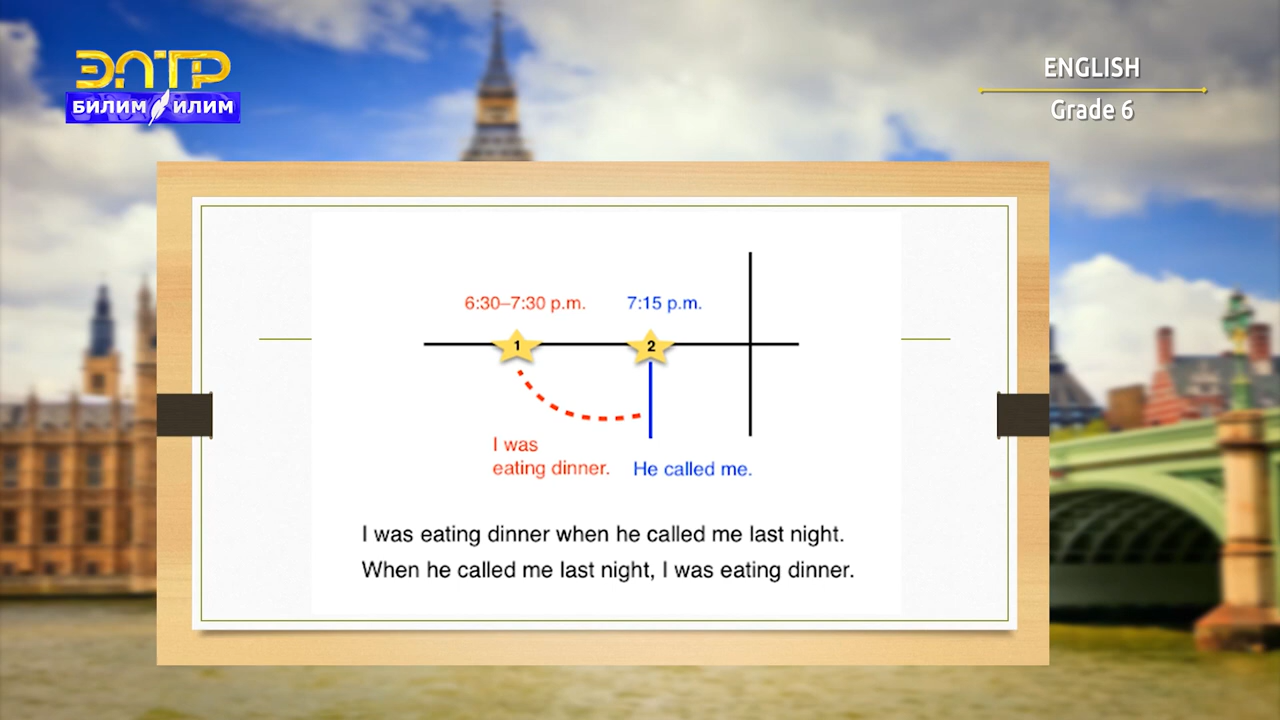 ЭЛТР
БИЛИМ ИЛИМ
ENGLISH
Grade 6
6:30–7:30 p.m.
7:15 p.m.
1
2
I was
eating dinner.
He called me.
I was eating dinner when he called me last night.
When he called me last night, I was eating dinner.